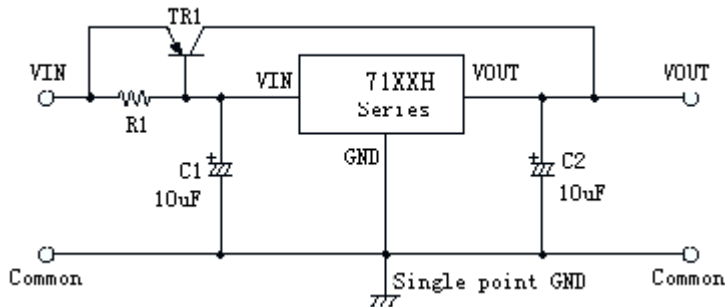 TR1
VIN
VIN
71XXH
Series
VOUT
VOUT
R1
GND
C1
10uF
C2
10uF
Common
Single point GND
Common